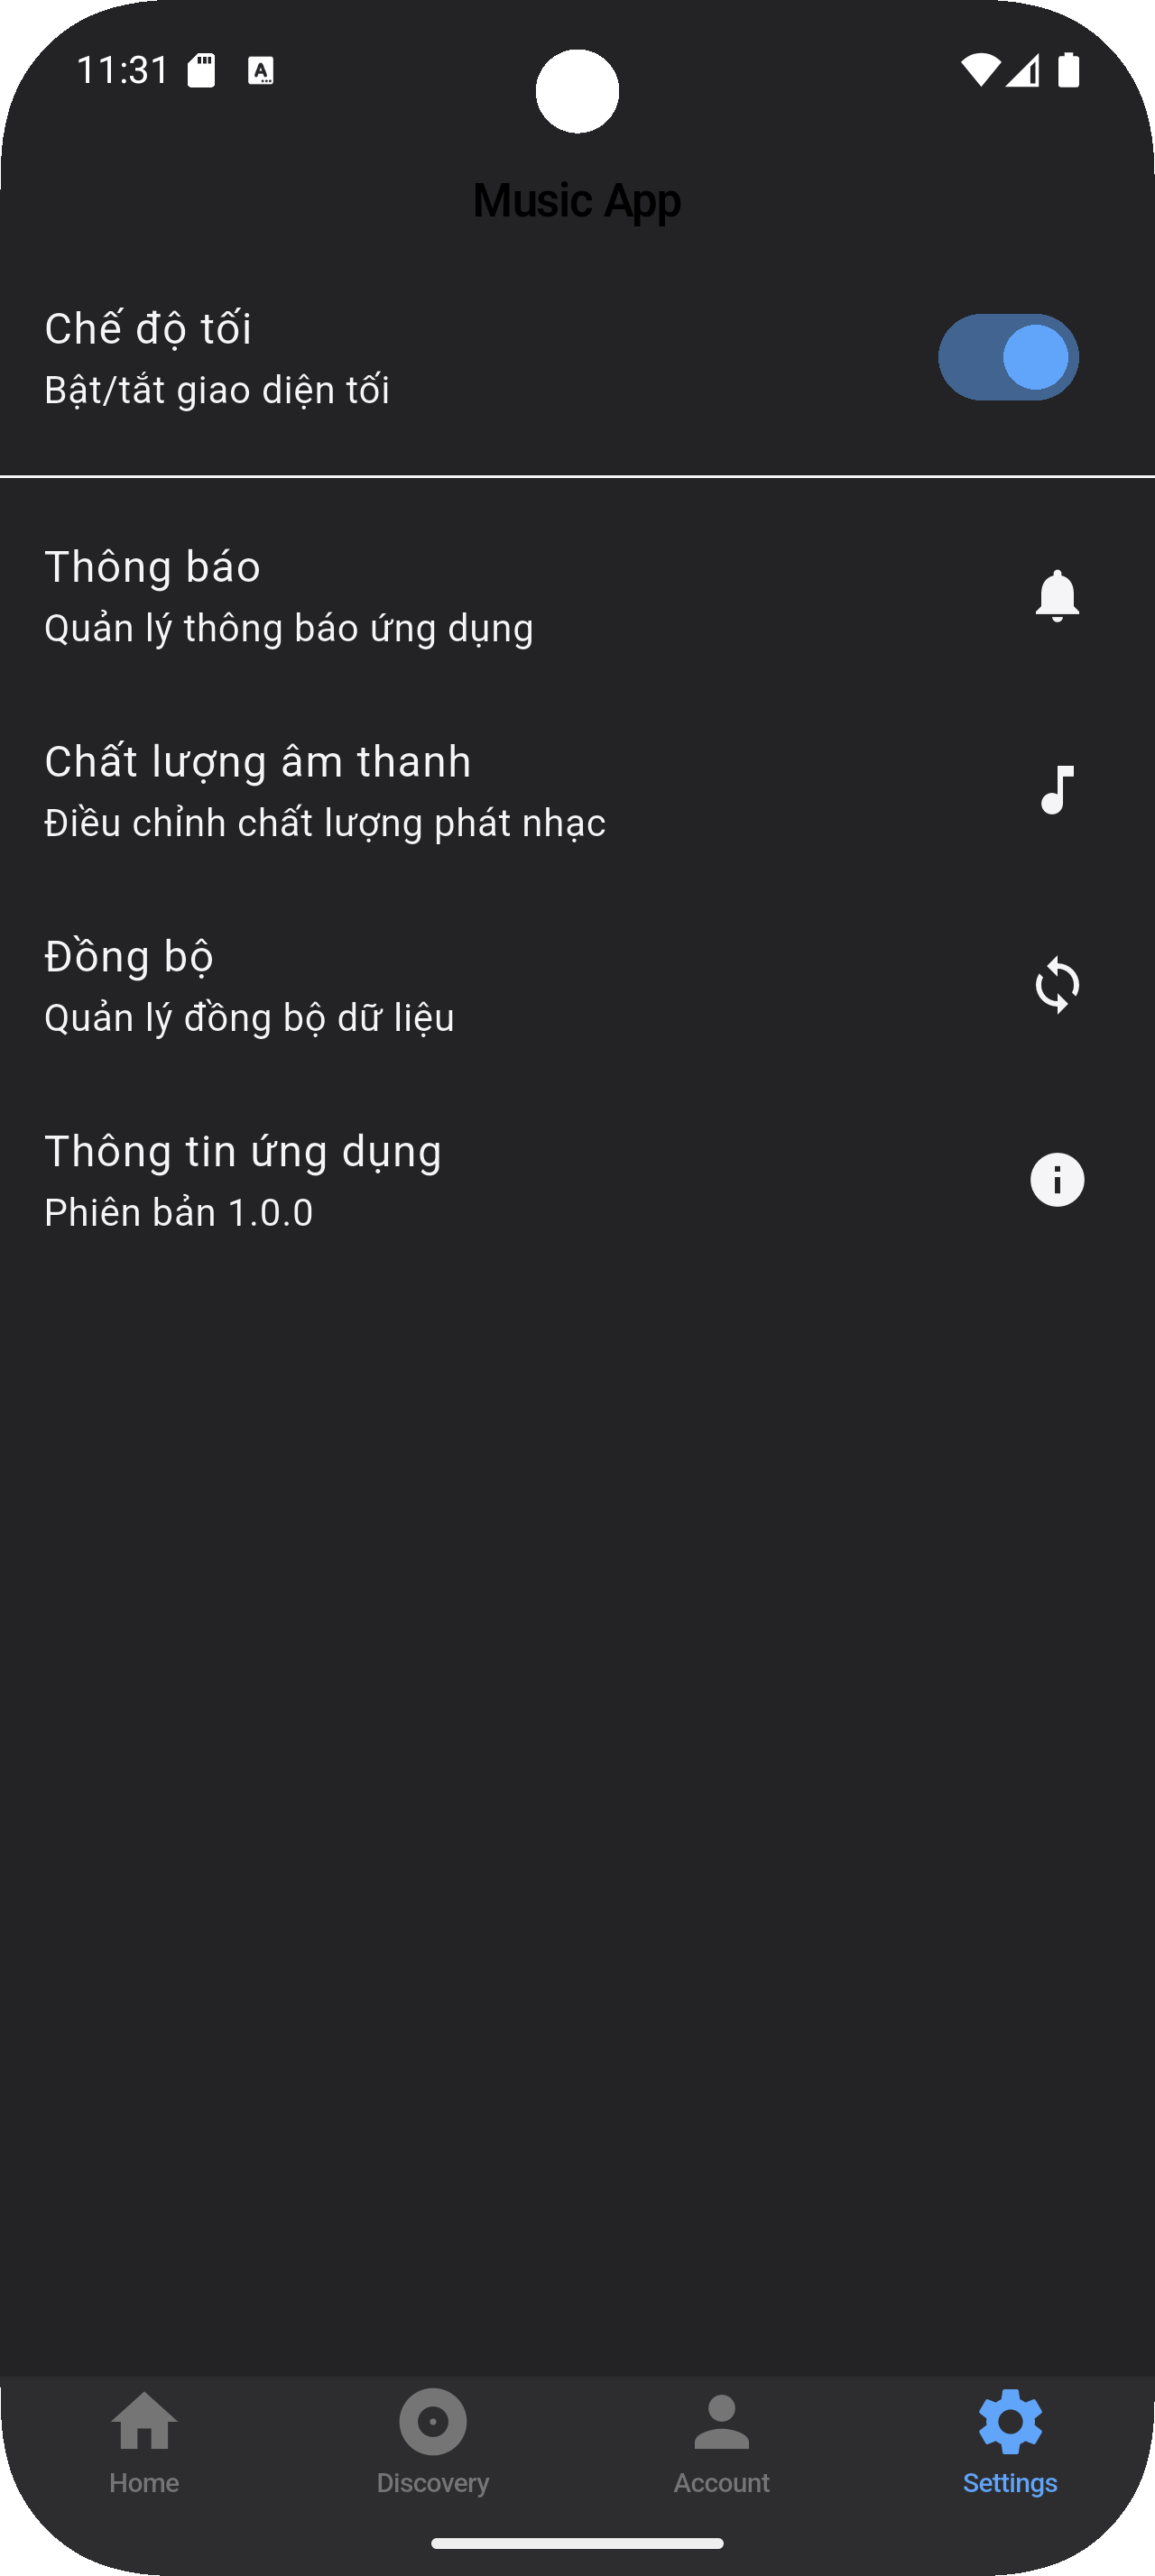 11:31
Music App
Chế độ tối
Bật/tắt giao diện tối
Thông báo
Quản lý thông báo ứng dụng
Chất lượng âm thanh
Điều chỉnh chất lượng phát nhạc
Đồng bộ
Quản lý đồng bộ dữ liệu
Thông tin ứng dụng
Phiên bản 1.0.0
Home
Discovery
Account
Settings